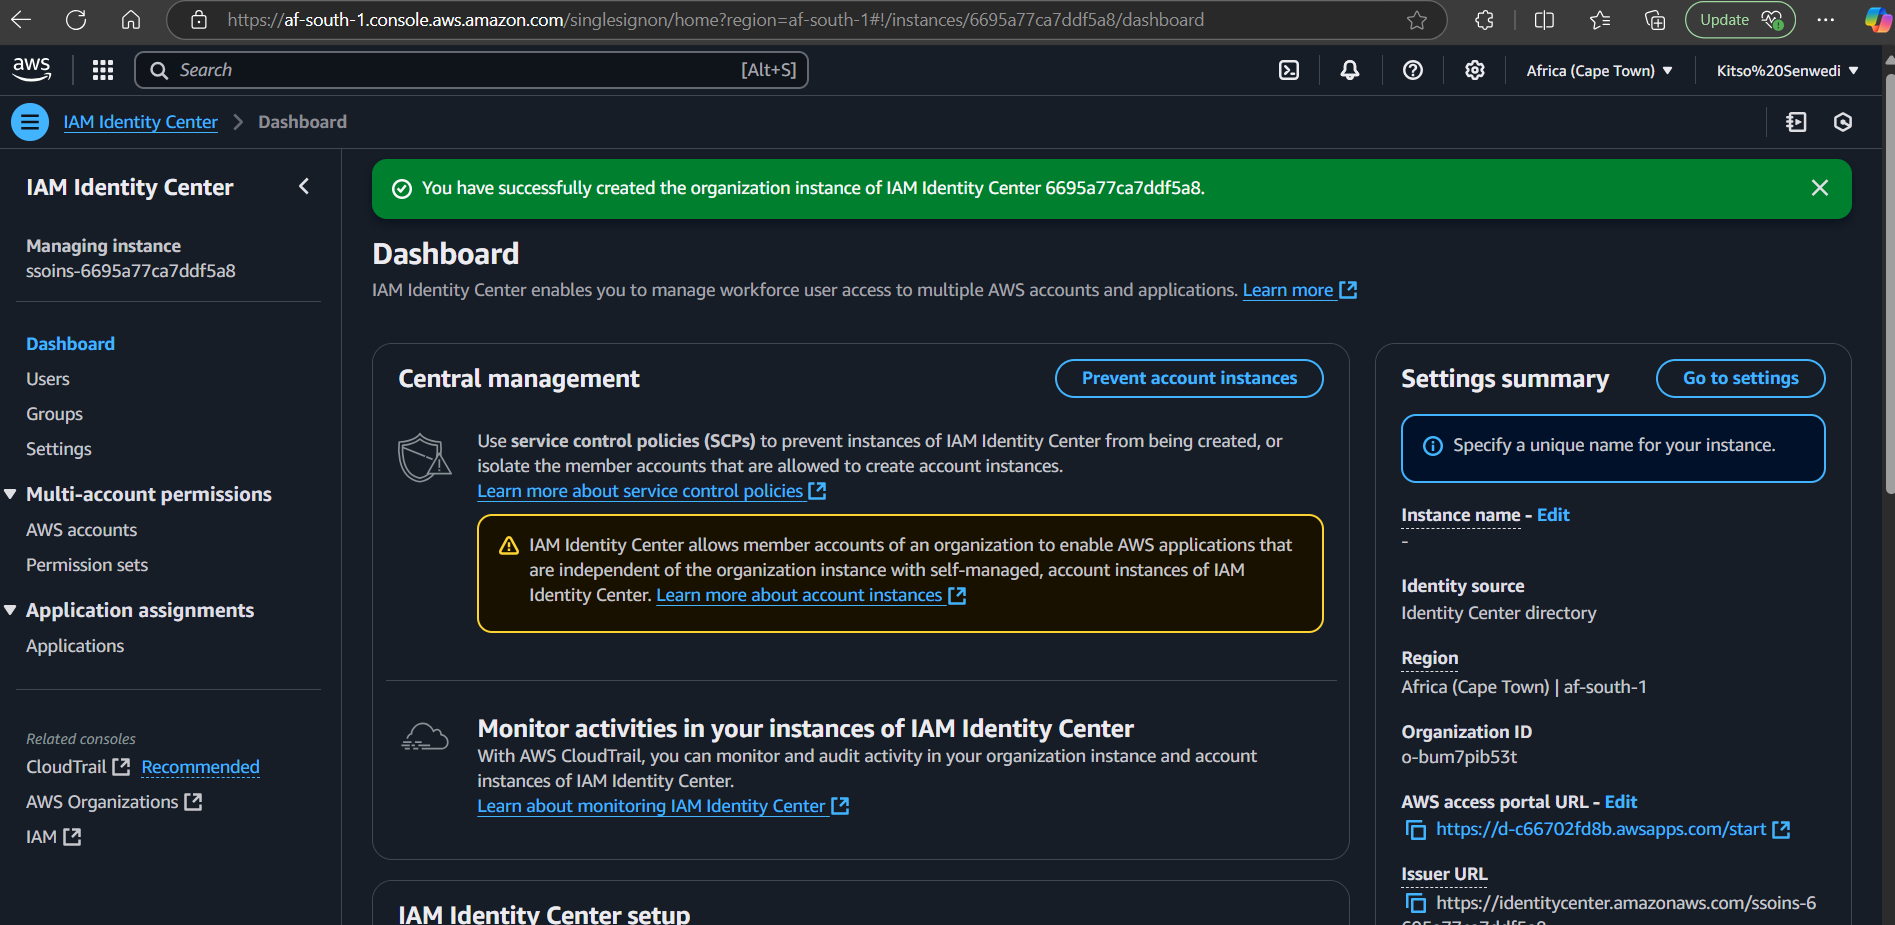 https://af-south-1.console.aws.amazon.com/singlesignon/home?region=af-south-1#!/instances/6695a77ca7ddf5a8/dashboard
Update
aws
Search
[Alt+S]
Africa (Cape Town)
Kitso%20Senwedi
IAM Identity Center
Dashboard
IAM Identity Center
Managing instance
ssoins-6695a77ca7ddf5a8
Dashboard
Users
Groups
Settings
Multi-account permissions
AWS accounts
Permission sets
Application assignments
Applications
Related consoles
CloudTrail Recommended
AWS Organizations
IAM
You have successfully created the organization instance of IAM Identity Center 6695a77ca7ddf5a8.
Dashboard
IAM Identity Center enables you to manage workforce user access to multiple AWS accounts and applications. Learn more
Central management
Prevent account instances
Use service control policies (SCPs) to prevent instances of IAM Identity Center from being created, or
isolate the member accounts that are allowed to create account instances.
Learn more about service control policies
IAM Identity Center allows member accounts of an organization to enable AWS applications that
are independent of the organization instance with self-managed, account instances of IAM
Identity Center. Learn more about account instances
Monitor activities in your instances of IAM Identity Center
With AWS CloudTrail, you can monitor and audit activity in your organization instance and account
instances of IAM Identity Center.
Learn about monitoring IAM Identity Center
IAM Identity Center setup
Settings summary
Go to settings
Specify a unique name for your instance.
Instance name - Edit
-
Identity source
Identity Center directory
Region
Africa (Cape Town) | af-south-1
Organization ID
o-bum7pib53t
AWS access portal URL - Edit
https://d-c66702fd8b.awsapps.com/start
Issuer URL
https://identitycenter.amazonaws.com/ssoins-6